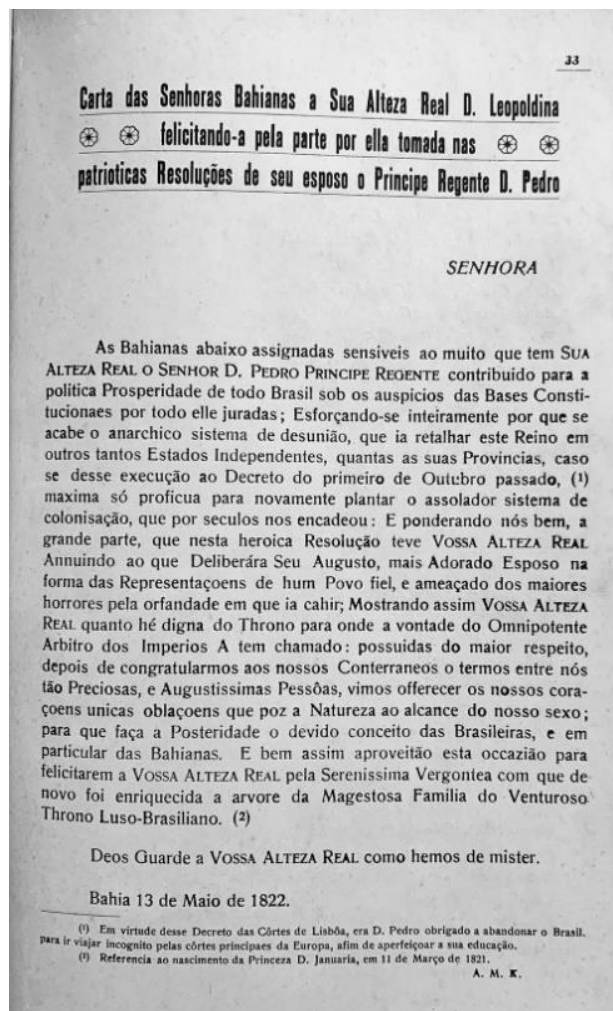 33
Carta das Senhoras Bahianas a Sua Alteza Real D. Leopoldina
felicitando-a pela parte por ella tomada nas
patrioticas Resoluções de seu esposo o Principe Regente D. Pedro
SENHORA
As Bahianas abaixo assignadas sensiveis ao muito que tem SUA
ALTEZA REAL O SENHOR D. PEDRO PRINCIPE REGENTE contribuido para a
politica Prosperidade de todo Brasil sob os auspicios das Bases Consti-
tucionaes por todo elle juradas; Esforçando-se inteiramente por que se
acabe o anarchico sistema de desunião, que ia retalhar este Reino em
outros tantos Estados Independentes, quantas as suas Provincias, caso
se desse execução ao Decreto do primeiro de Outubro passado, (¹)
maxima só proficua para novamente plantar o assolador sistema de
colonisação, que por seculos nos encadeou: E ponderando nós bem, a
grande parte, que nesta heroica Resolução teve VOSSA ALTEZA REAL
Annuindo ao que Deliberára Seu Augusto, mais Adorado Esposo na
forma das Representaçoens de hum Povo fiel, e ameaçado dos maiores
horrores pela orfandade em que ia cahir; Mostrando assim VOSSA ALTEZA
REAL quanto hé digna do Throno para onde a vontade do Omnipotente
Arbitro dos Imperios A tem chamado: possuidas do maior respeito,
depois de congratularmos aos nossos Conterraneos o termos entre nós
tão Preciosas, e Augustissimas Pessôas, vimos offerecer os nossos cora-
çoens unicas oblaçoens que poz a Natureza ao alcance do nosso sexo;
para que faça a Posteridade o devido conceito das Brasileiras, e em
particular das Bahianas. E bem assim aproveitão esta occazião para
felicitarem a VOSSA ALTEZA REAL pela Serenissima Vergontea com que de
novo foi enriquecida a arvore da Magestosa Familia do Venturoso
Throno Luso-Brasiliano. (²)
Deos Guarde a VOSSA ALTEZA REAL como hemos de mister.
Bahia 13 de Maio de 1822.
(¹) Em virtude desse Decreto das Côrtes de Lisbôa, era D. Pedro obrigado a abandonar o Brasil.
para ir viajar incognito pelas côrtes principaes da Europa, afim de aperfeiçoar a sua educação.
(²) Referencia ao nascimento da Princeza D. Januaria, em 11 de Março de 1821.
A. M. K.